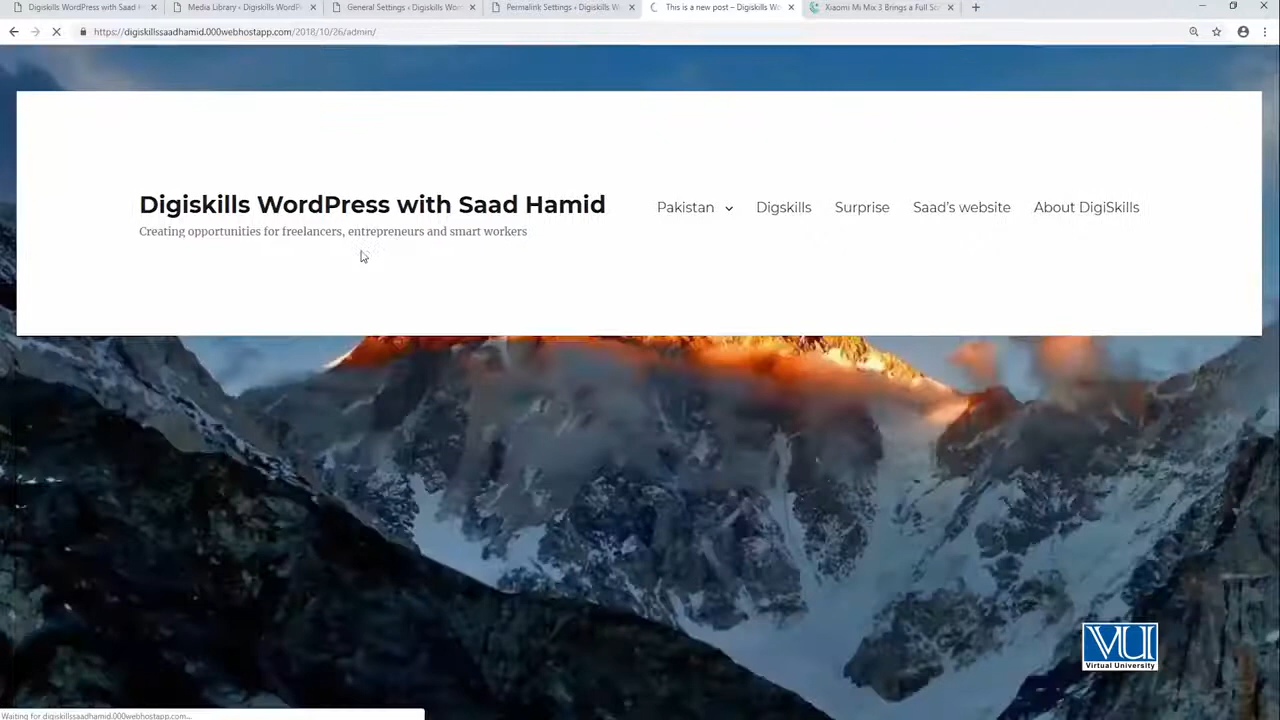 Digiskills WordPress with Saad H
Media Library ‹ Digiskills WordPr
General Settings ‹ Digiskills Wor
Permalink Settings ‹ Digiskills W
This is a new post – Digiskills Wo
Xiaomi Mi Mix 3 Brings a Full Scr
https://digiskillssaadhamid.000webhostapp.com/2018/10/26/admin/
Digiskills WordPress with Saad Hamid
Creating opportunities for freelancers, entrepreneurs and smart workers
Pakistan
Digskills
Surprise
Saad's website
About DigiSkills
VU
Virtual University
Waiting for digiskillssaadhamid.000webhostapp.com...